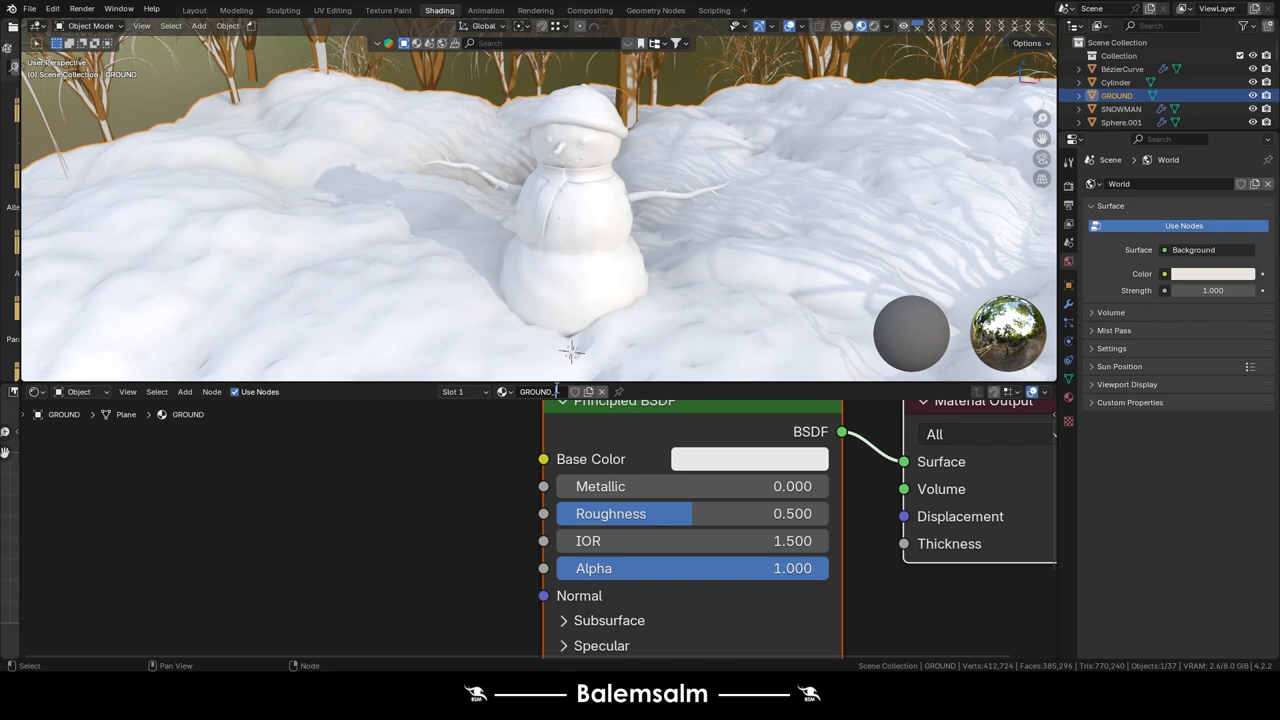 File Edit Render Window Help Layout Modeling Sculpting UV Editing Texture Paint Shading Animation Rendering Compositing Geometry Nodes Scripting Scene ViewLayer
Object Mode View Select Add Object Global Search
Search Options
User Perspective
(0) Scene Collection | GROUND
Scene Collection
Collection
BézierCurve
Cylinder
GROUND
SNOWMAN
Sphere.001
Search
Scene > World
World
Surface
Use Nodes
Surface Background
Color
Strength 1.000
Volume
Mist Pass
Settings
Sun Position
Viewport Display
Custom Properties
Object View Select Add Node Use Nodes Slot 1 GROUND_
GROUND > Plane > GROUND
Principled BSDF
BSDF
Base Color
Metallic 0.000
Roughness 0.500
IOR 1.500
Alpha 1.000
Normal
Subsurface
Specular
Material Output
All
Surface
Volume
Displacement
Thickness
Select Pan View Node Scene Collection | GROUND | Verts:412,724 | Faces:385,296 | Tris:770,240 | Objects:1/37 | VRAM: 2.6/8.0 GiB | 4.2.2
BSM Balemsalm BSM